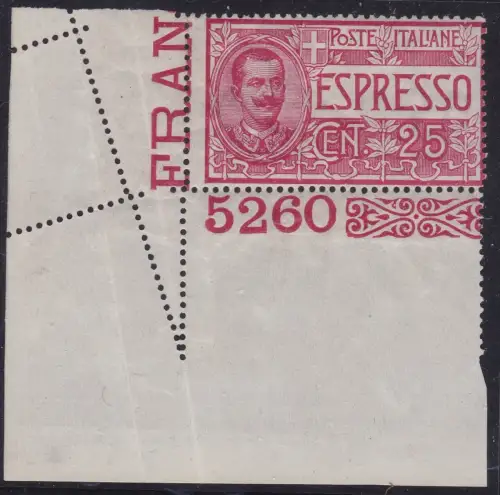 FRAN
POSTE ITALIANE
ESPRESSO
CENT. 25
5260